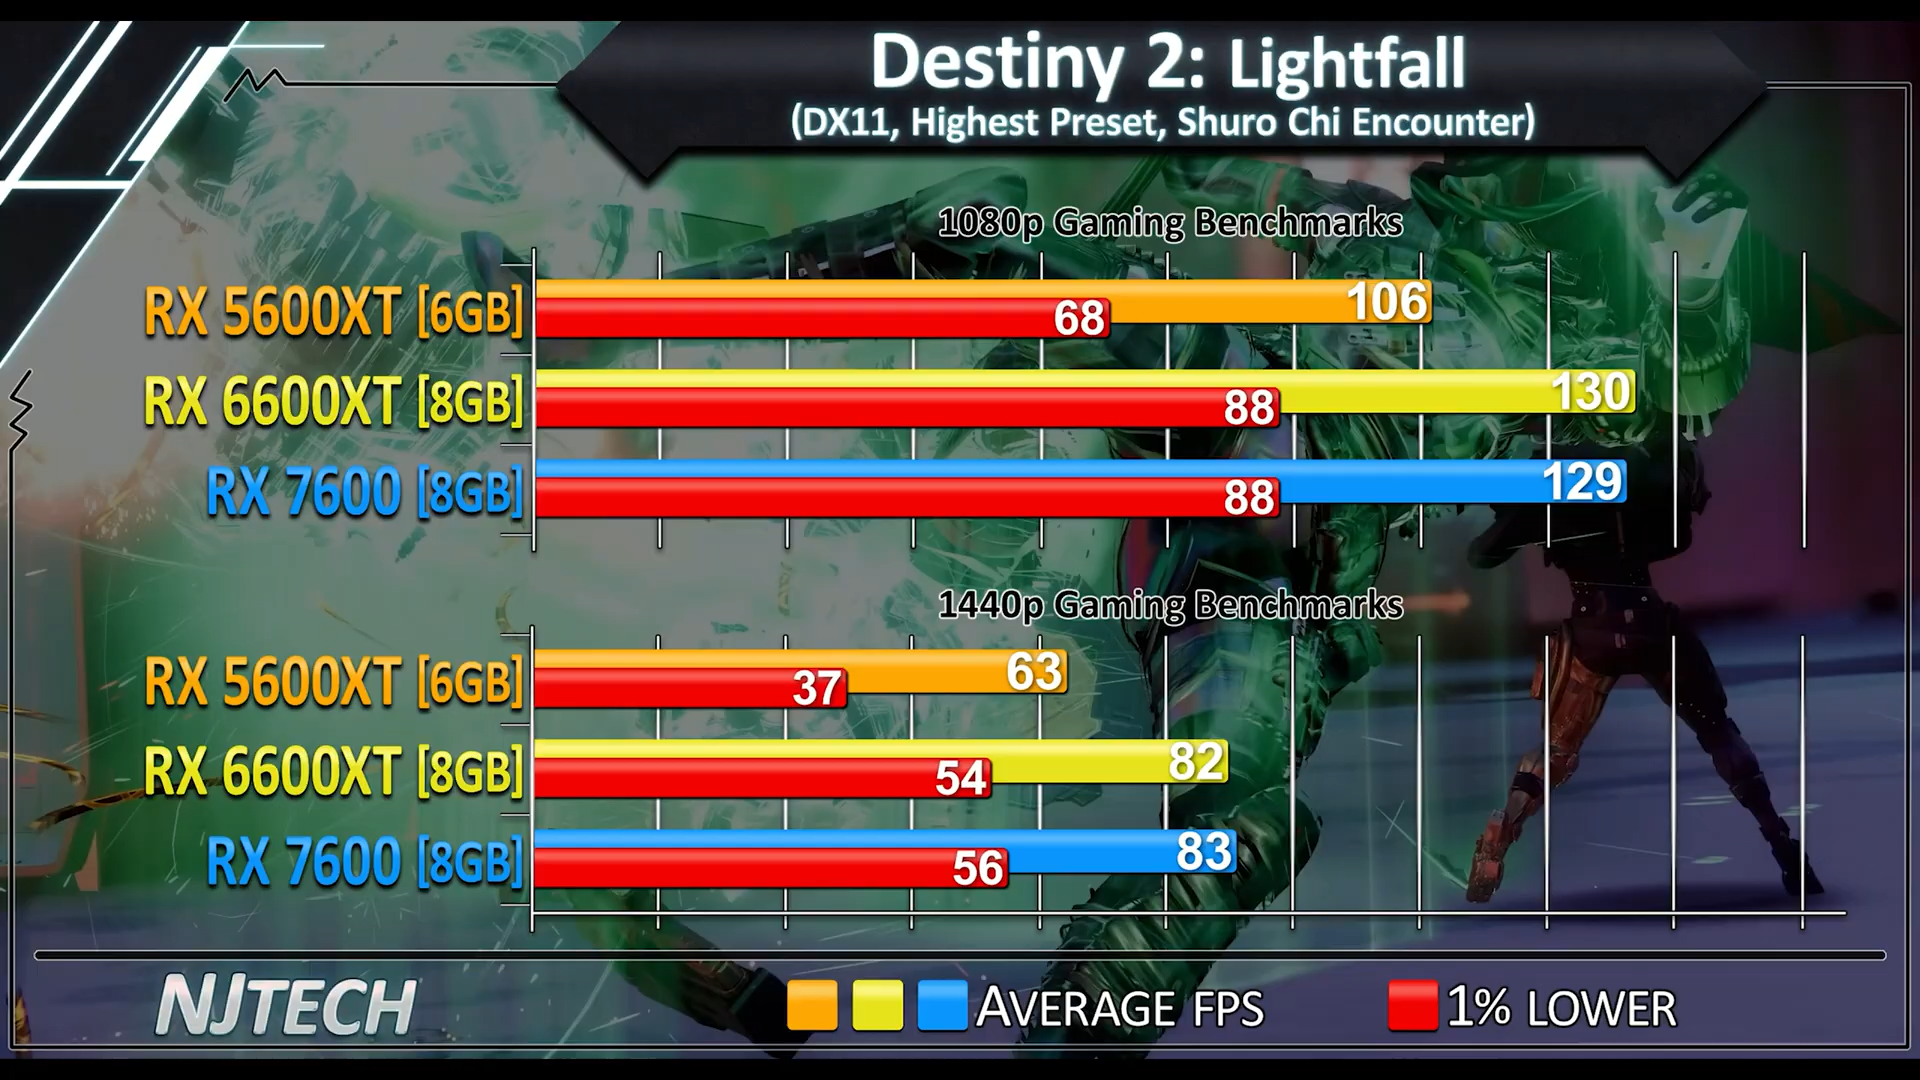 Destiny 2: Lightfall
(DX11, Highest Preset, Shuro Chi Encounter)
1080p Gaming Benchmarks
RX 5600XT [6GB] 68 106
RX 6600XT [8GB] 88 130
RX 7600 [8GB] 88 129
1440p Gaming Benchmarks
RX 5600XT [6GB] 37 63
RX 6600XT [8GB] 54 82
RX 7600 [8GB] 56 83
NJTECH AVERAGE FPS 1% LOWER